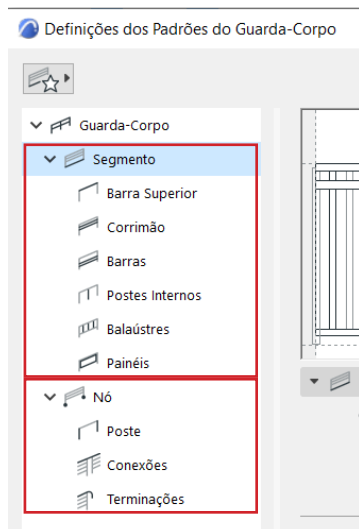 Definições dos Padrões do Guarda-Corpo
Guarda-Corpo
Segmento
Barra Superior
Corrimão
Barras
Postes Internos
Balaústres
Painéis
Nó
Poste
Conexões
Terminações